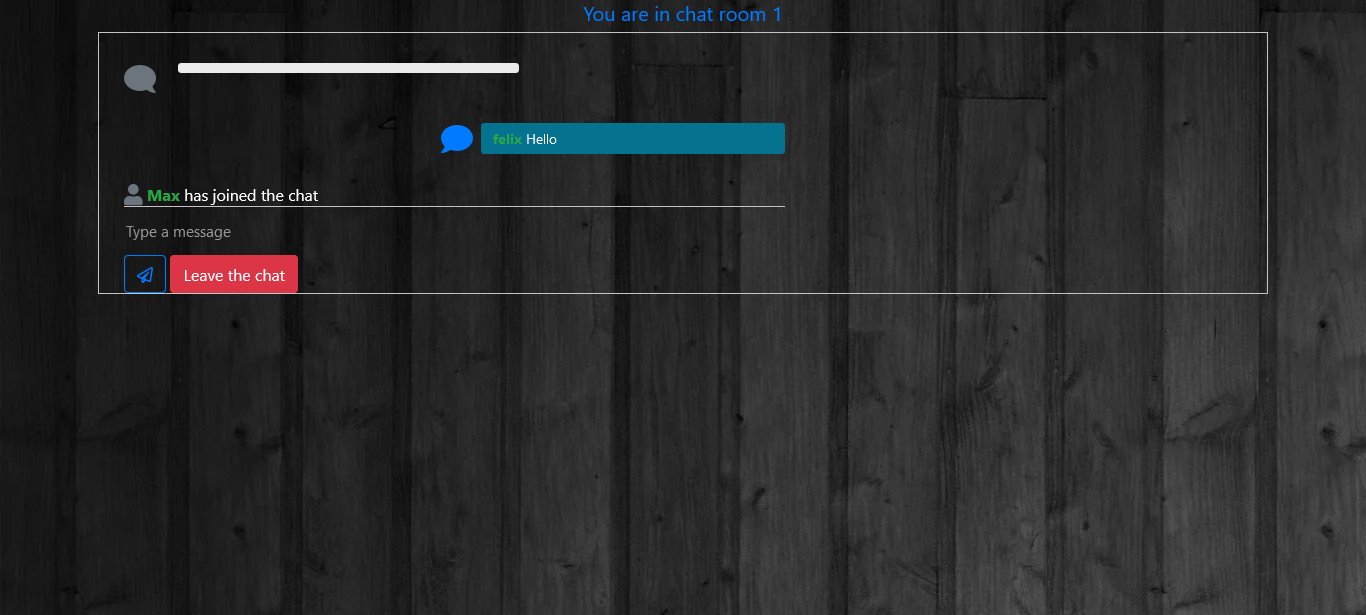 You are in chat room 1
felix Hello
Max has joined the chat
Type a message
Leave the chat